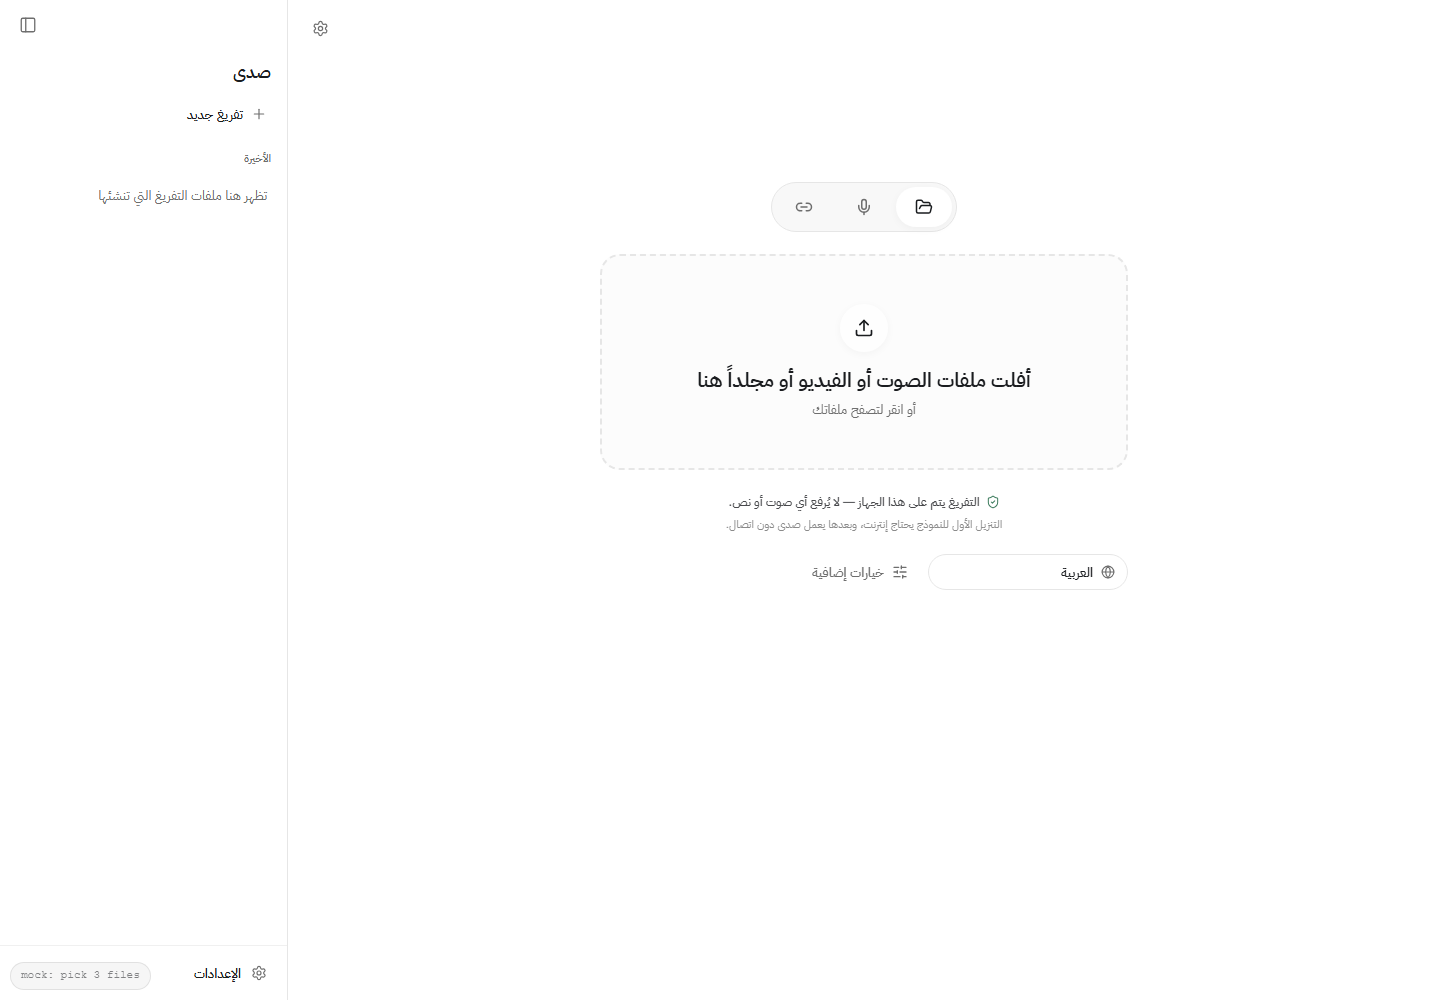 صدى
تفريغ جديد
الأخيرة
تظهر هنا ملفات التفريغ التي تنشئها
أفلت ملفات الصوت أو الفيديو أو مجلداً هنا
أو انقر لتصفح ملفاتك
التفريغ يتم على هذا الجهاز — لا يُرفع أي صوت أو نص.
التنزيل الأول للنموذج يحتاج إنترنت، وبعدها يعمل صدى دون اتصال.
العربية
خيارات إضافية
الإعدادات
mock: pick 3 files